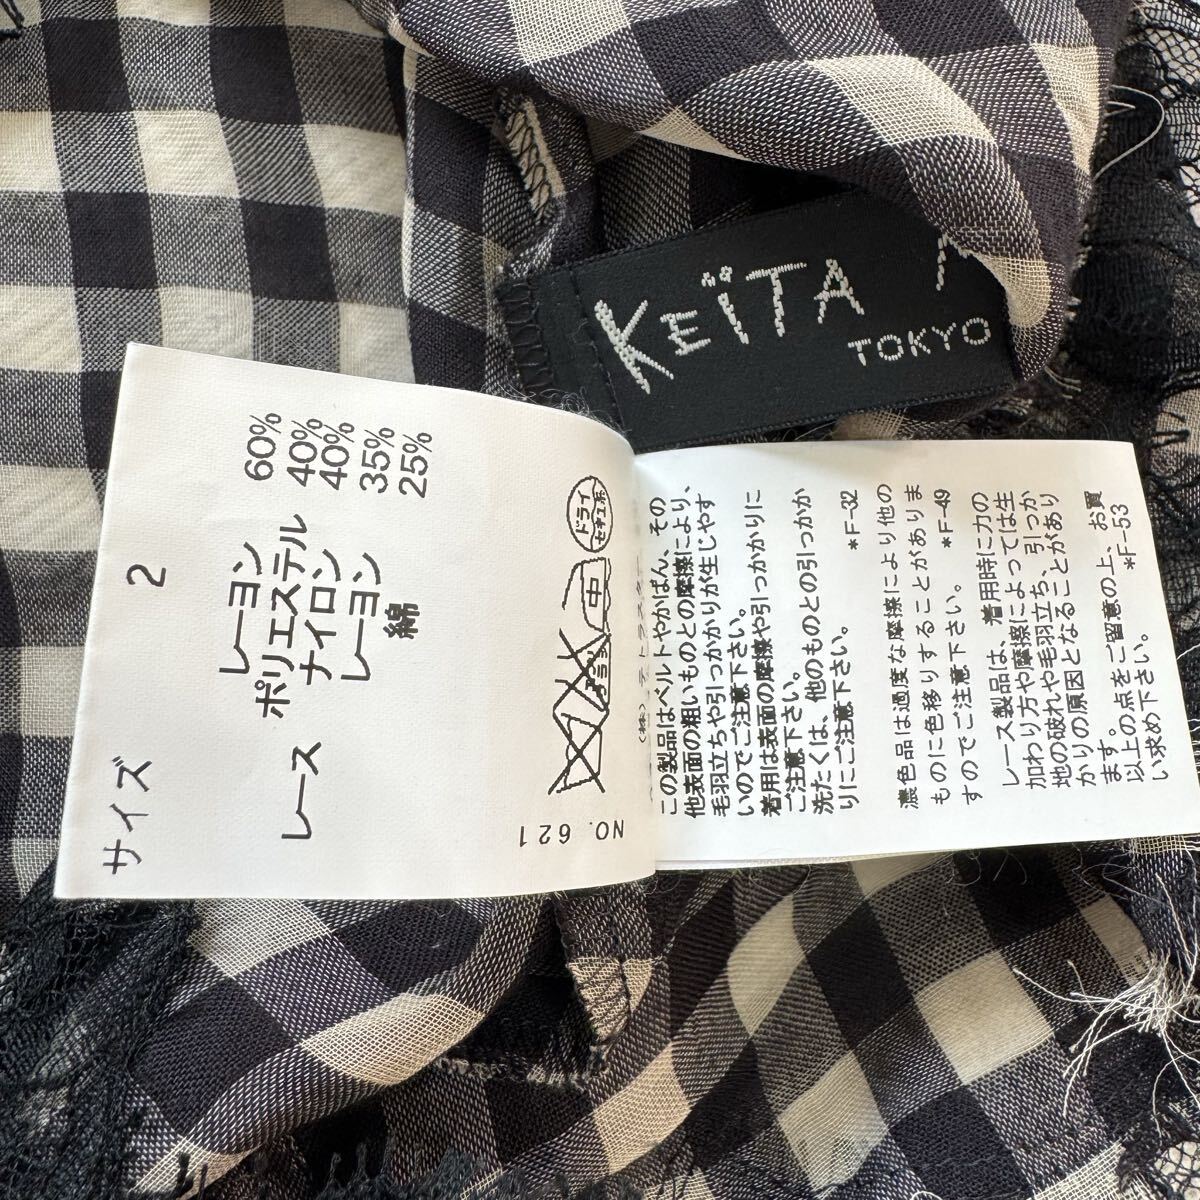 KEÏTA
TOKYO
サイズ 2
レーヨン 60%
ポリエステル 40%
レース ナイロン 40%
レーヨン 35%
綿 25%
ドライ
セキユ系
中
NO. 621
この製品はベルトやかばん、その
他表面の粗いものとの摩擦により、
毛羽立ちや引っかかりが生じやす
いのでご注意下さい。
着用は表面の摩擦や引っかかりに
ご注意下さい。
洗たくは、他のものとの引っかか
りにご注意下さい。
*F-32
濃色品は過度な摩擦により他の
ものに色移りすることがありま
すのでご注意下さい。 *F-49
レース製品は、着用時に力の
加わり方や摩擦によっては生
地の破れや毛羽立ち、引っか
かりの原因となることがあり
ます。
以上の点をご留意の上、お買
い求め下さい。 *F-53